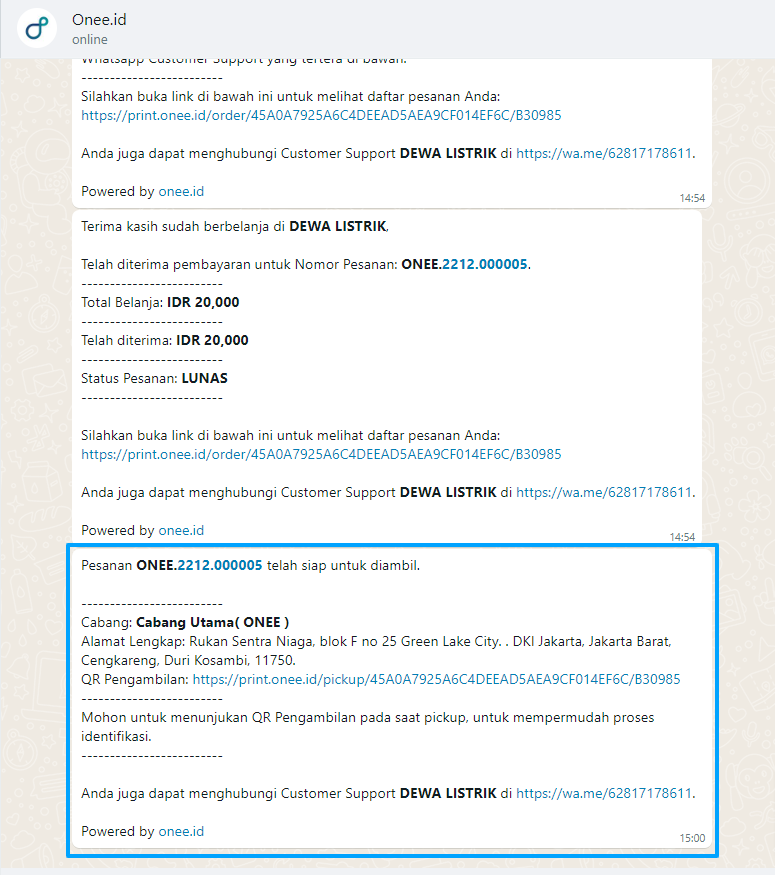 Onee.id
online
Whatsapp Customer Support yang tertera di bawah.
-------------------------
Silahkan buka link di bawah ini untuk melihat daftar pesanan Anda:
https://print.onee.id/order/45A0A7925A6C4DEEAD5AEA9CF014EF6C/B30985
Anda juga dapat menghubungi Customer Support DEWA LISTRIK di https://wa.me/62817178611.
Powered by onee.id
14:54
Terima kasih sudah berbelanja di DEWA LISTRIK,
Telah diterima pembayaran untuk Nomor Pesanan: ONEE.2212.000005.
-------------------------
Total Belanja: IDR 20,000
-------------------------
Telah diterima: IDR 20,000
-------------------------
Status Pesanan: LUNAS
-------------------------
Silahkan buka link di bawah ini untuk melihat daftar pesanan Anda:
https://print.onee.id/order/45A0A7925A6C4DEEAD5AEA9CF014EF6C/B30985
Anda juga dapat menghubungi Customer Support DEWA LISTRIK di https://wa.me/62817178611.
Powered by onee.id
14:54
Pesanan ONEE.2212.000005 telah siap untuk diambil.
-------------------------
Cabang: Cabang Utama( ONEE )
Alamat Lengkap: Rukan Sentra Niaga, blok F no 25 Green Lake City. . DKI Jakarta, Jakarta Barat,
Cengkareng, Duri Kosambi, 11750.
QR Pengambilan: https://print.onee.id/pickup/45A0A7925A6C4DEEAD5AEA9CF014EF6C/B30985
-------------------------
Mohon untuk menunjukan QR Pengambilan pada saat pickup, untuk mempermudah proses
identifikasi.
-------------------------
Anda juga dapat menghubungi Customer Support DEWA LISTRIK di https://wa.me/62817178611.
Powered by onee.id
15:00